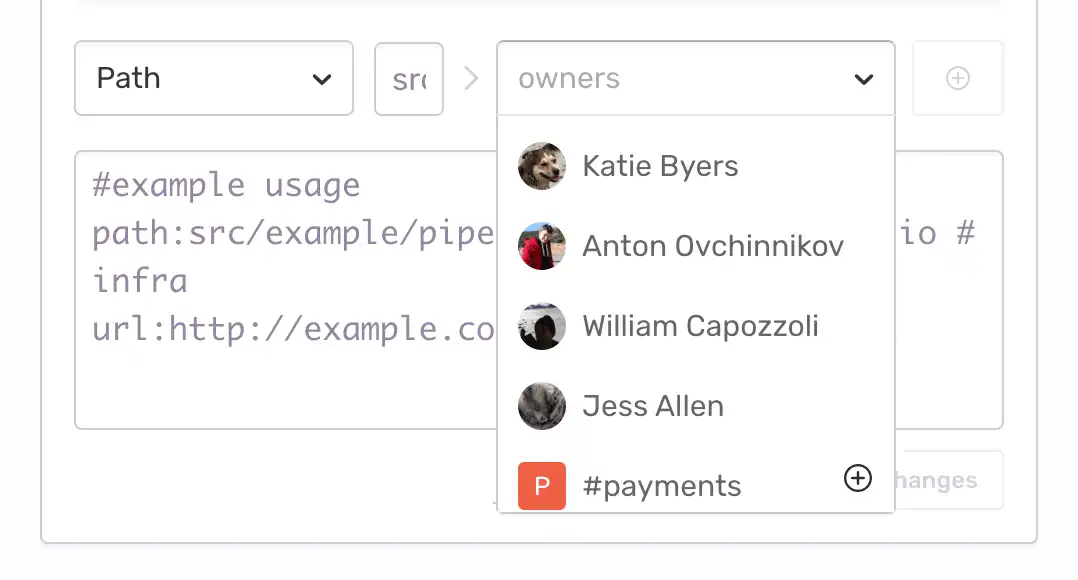 Path
src
owners
#example usage
path:src/example/pipe
io #
infra
url:http://example.co
Katie Byers
Anton Ovchinnikov
William Capozzoli
Jess Allen
P
#payments
hanges